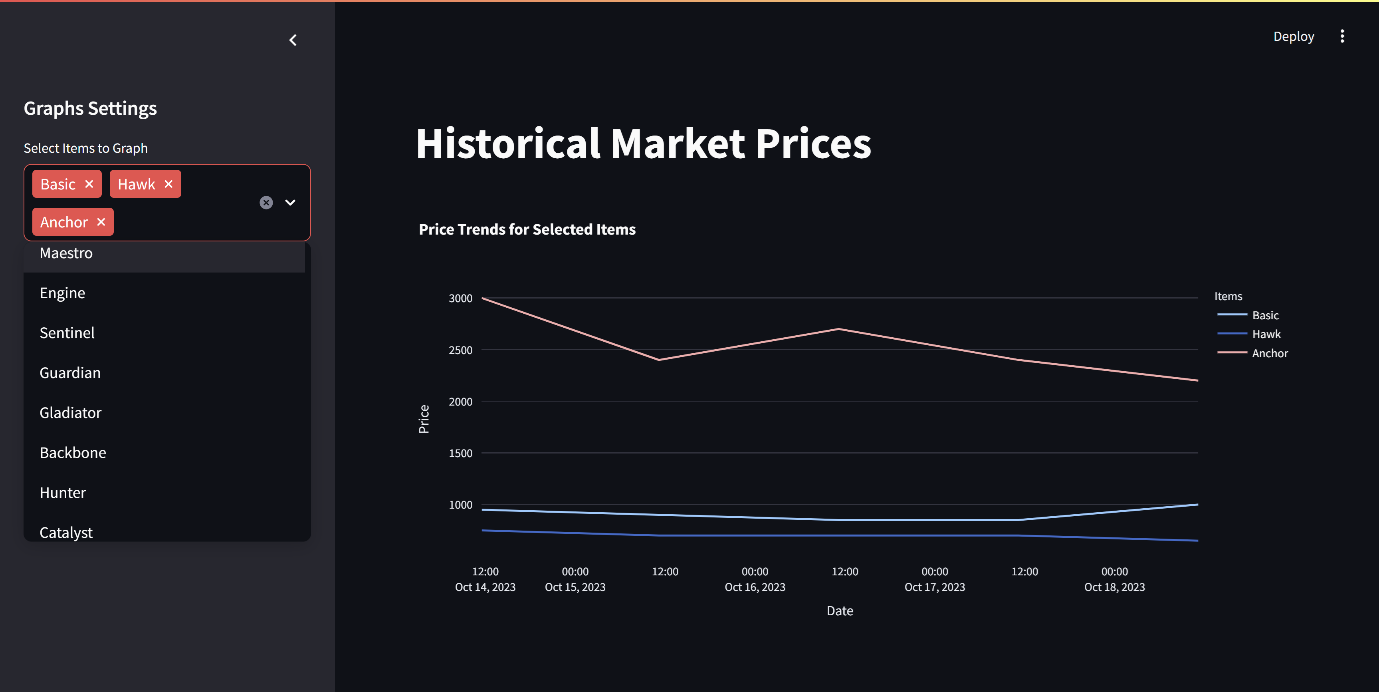 Deploy
Graphs Settings
Select Items to Graph
Basic Hawk
Anchor
Maestro
Engine
Sentinel
Guardian
Gladiator
Backbone
Hunter
Catalyst
Historical Market Prices
Price Trends for Selected Items
3000
2500
2000
1500
1000
Price
12:00 00:00 12:00 00:00 12:00 00:00 12:00 00:00
Oct 14, 2023 Oct 15, 2023 Oct 16, 2023 Oct 17, 2023 Oct 18, 2023
Date
Items
Basic
Hawk
Anchor